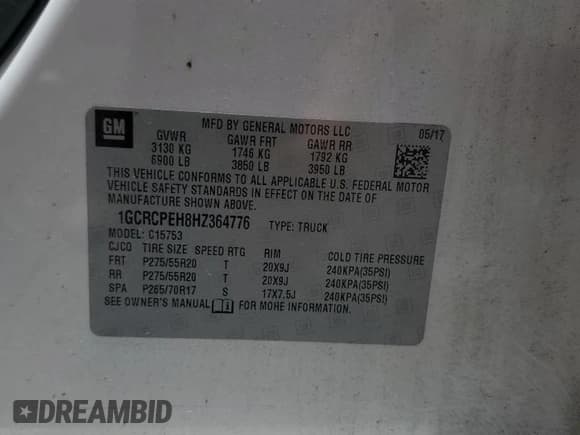 GM
MFD BY GENERAL MOTORS LLC
05/17
GVWR GAWR FRT GAWR RR
3130 KG 1746 KG 1792 KG
6900 LB 3850 LB 3950 LB
THIS VEHICLE CONFORMS TO ALL APPLICABLE U.S. FEDERAL MOTOR
VEHICLE SAFETY STANDARDS IN EFFECT ON THE DATE OF
MANUFACTURE SHOWN ABOVE.
1GCRCPEH8HZ364776 TYPE: TRUCK
MODEL: C15753
CJCQ TIRE SIZE SPEED RTG RIM COLD TIRE PRESSURE
FRT P275/55R20 T 20X9J 240KPA(35PSI)
RR P275/55R20 T 20X9J 240KPA(35PSI)
SPA P265/70R17 S 17X7.5J 240KPA(35PSI)
SEE OWNER'S MANUAL FOR MORE INFORMATION.
DREAMBID